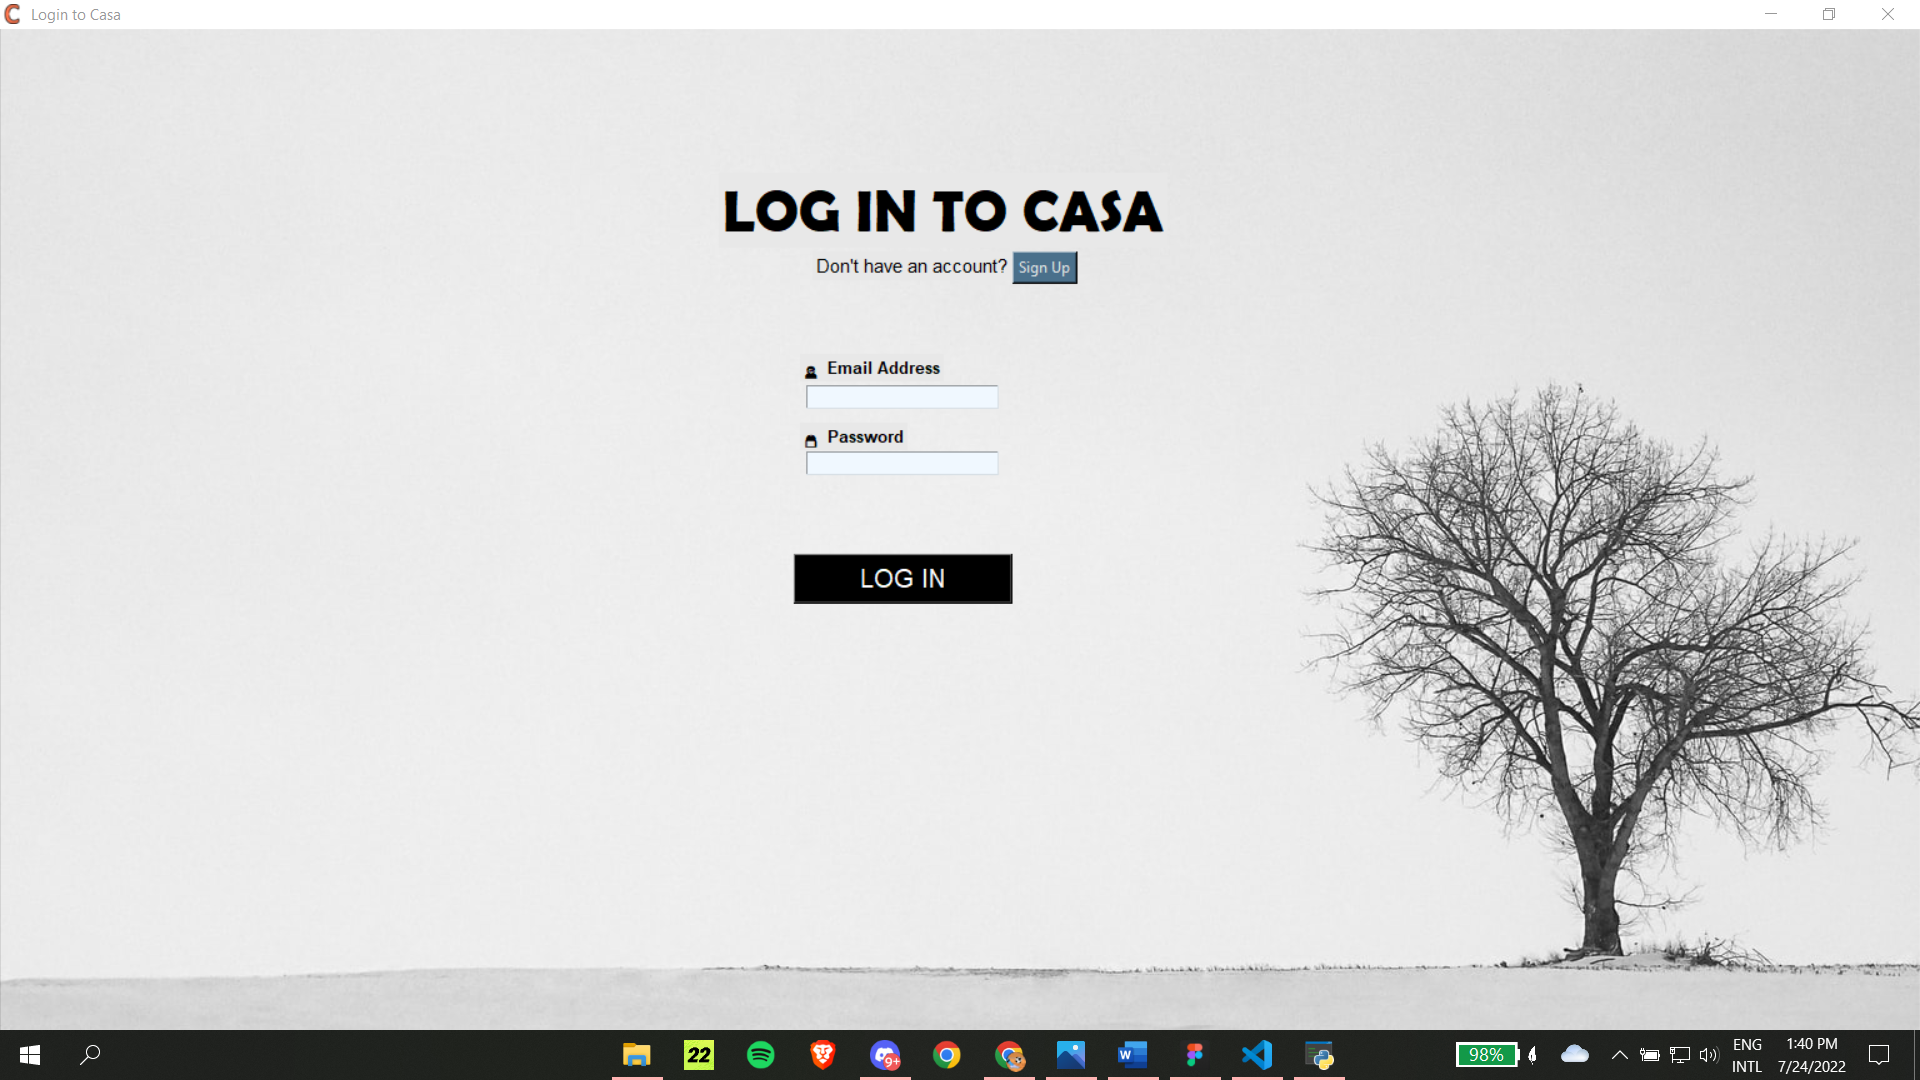 Login to Casa
LOG IN TO CASA
Don't have an account? Sign Up
Email Address
Password
LOG IN
22
9+
W
98%
ENG
INTL
1:40 PM
7/24/2022